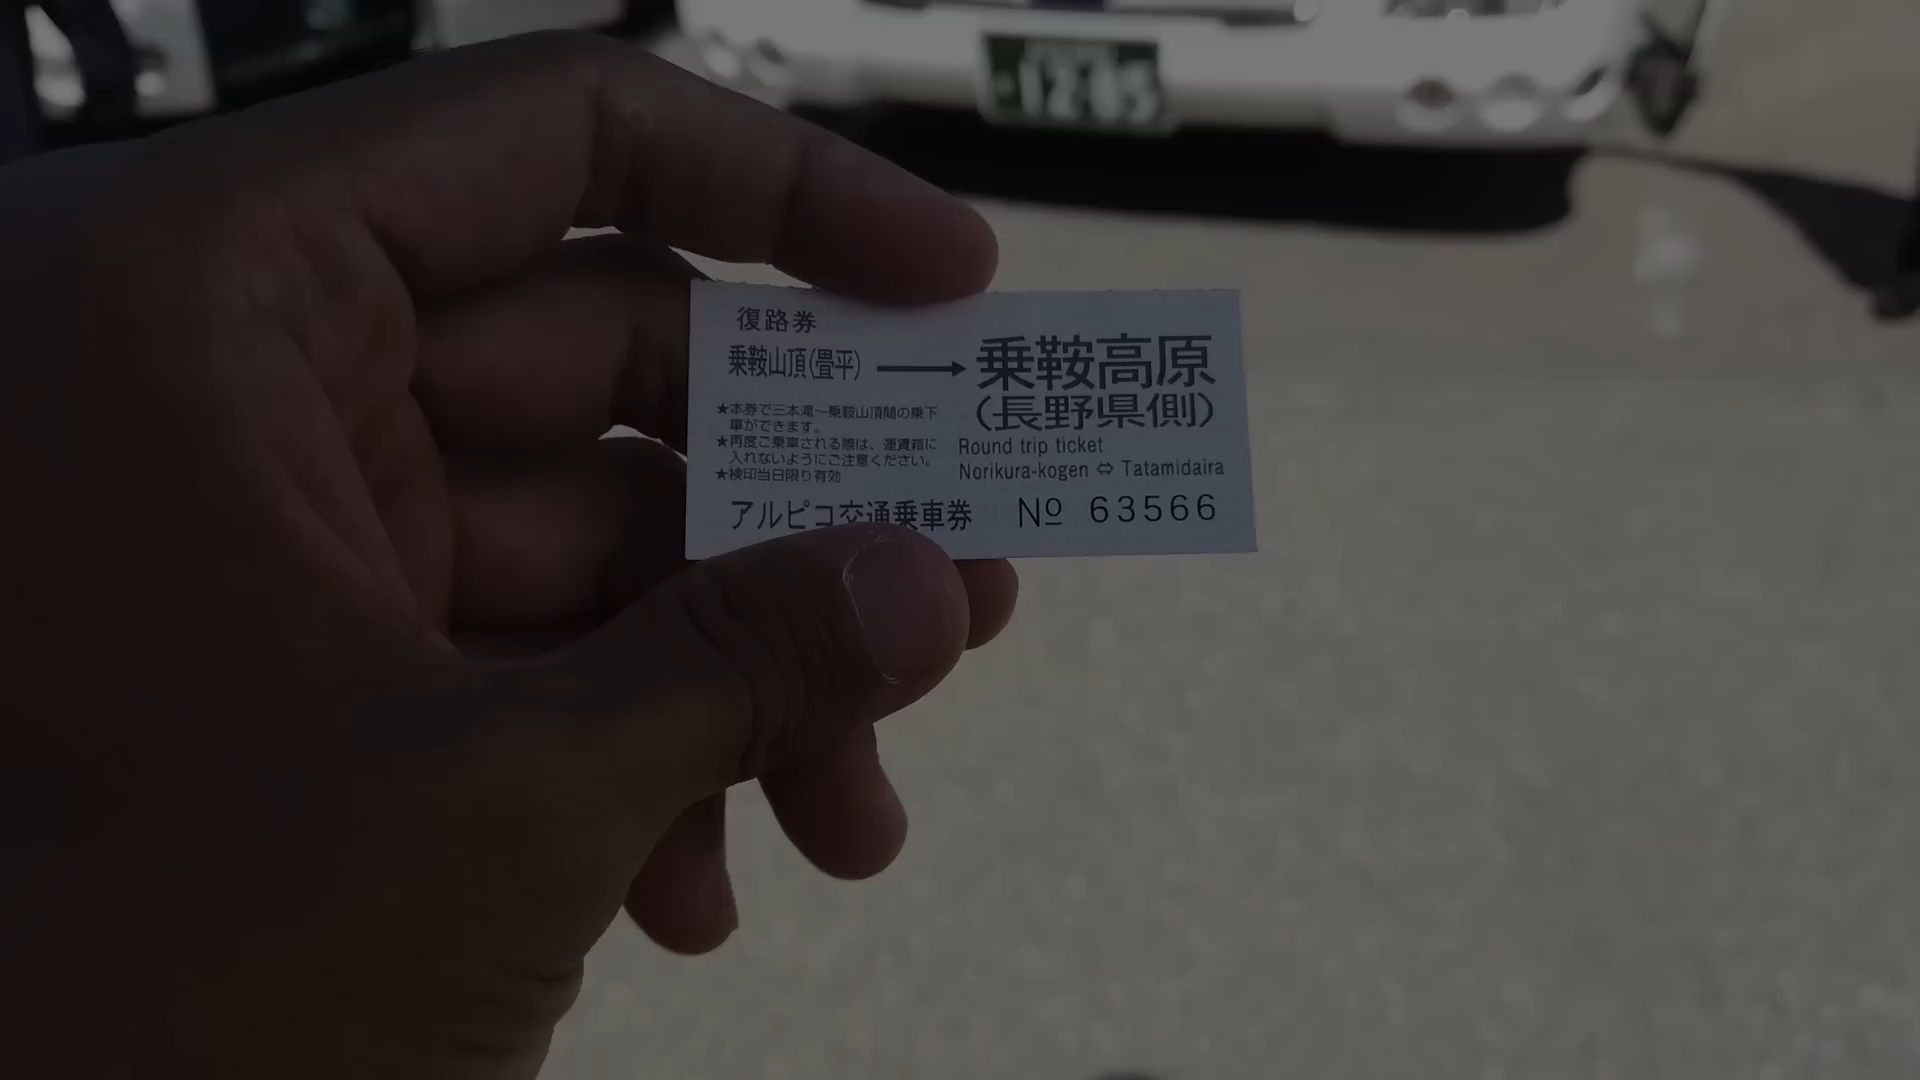 12-05
復路券
乗鞍山頂(畳平) → 乗鞍高原
(長野県側)
★本券で三本滝〜乗鞍山頂間の乗下
車ができます。
★再度ご乗車される際は、運賃箱に
入れないようにご注意ください。
★検印当日限り有効
Round trip ticket
Norikura-kogen ⇔ Tatamidaira
アルピコ交通乗車券 Nº 63566